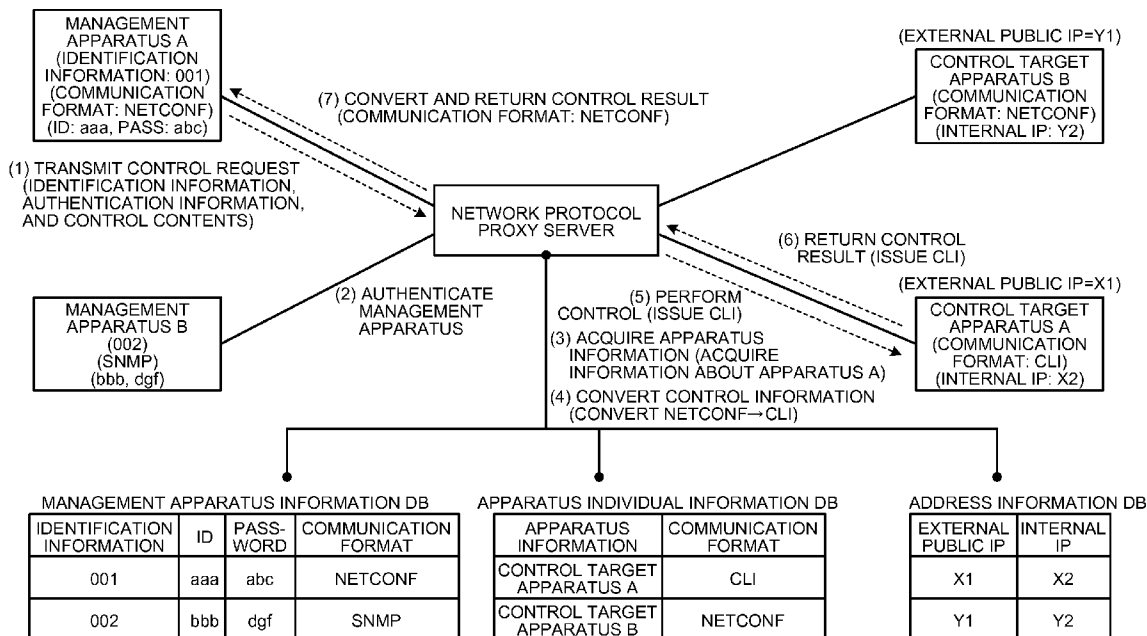 MANAGEMENT
APPARATUS A
(IDENTIFICATION
INFORMATION: 001)
(COMMUNICATION
FORMAT: NETCONF)
(ID: aaa, PASS: abc)
(7) CONVERT AND RETURN CONTROL RESULT
(COMMUNICATION FORMAT: NETCONF)
(EXTERNAL PUBLIC IP=Y1)
CONTROL TARGET
APPARATUS B
(COMMUNICATION
FORMAT: NETCONF)
(INTERNAL IP: Y2)
(1) TRANSMIT CONTROL REQUEST
(IDENTIFICATION INFORMATION,
AUTHENTICATION INFORMATION,
AND CONTROL CONTENTS)
NETWORK PROTOCOL
PROXY SERVER
(6) RETURN CONTROL
RESULT (ISSUE CLI)
MANAGEMENT
APPARATUS B
(002)
(SNMP)
(bbb, dgf)
(2) AUTHENTICATE
MANAGEMENT
APPARATUS
(5) PERFORM
CONTROL (ISSUE CLI)
(EXTERNAL PUBLIC IP=X1)
CONTROL TARGET
APPARATUS A
(COMMUNICATION
FORMAT: CLI)
(INTERNAL IP: X2)
(3) ACQUIRE APPARATUS
INFORMATION (ACQUIRE
INFORMATION ABOUT APPARATUS A)
(4) CONVERT CONTROL INFORMATION
(CONVERT NETCONF→CLI)
MANAGEMENT APPARATUS INFORMATION DB
IDENTIFICATION
INFORMATION
ID
PASS-
WORD
COMMUNICATION
FORMAT
001
aaa
abc
NETCONF
002
bbb
dgf
SNMP
APPARATUS INDIVIDUAL INFORMATION DB
APPARATUS
INFORMATION
COMMUNICATION
FORMAT
CONTROL TARGET
APPARATUS A
CLI
CONTROL TARGET
APPARATUS B
NETCONF
ADDRESS INFORMATION DB
EXTERNAL
PUBLIC IP
INTERNAL
IP
X1
X2
Y1
Y2